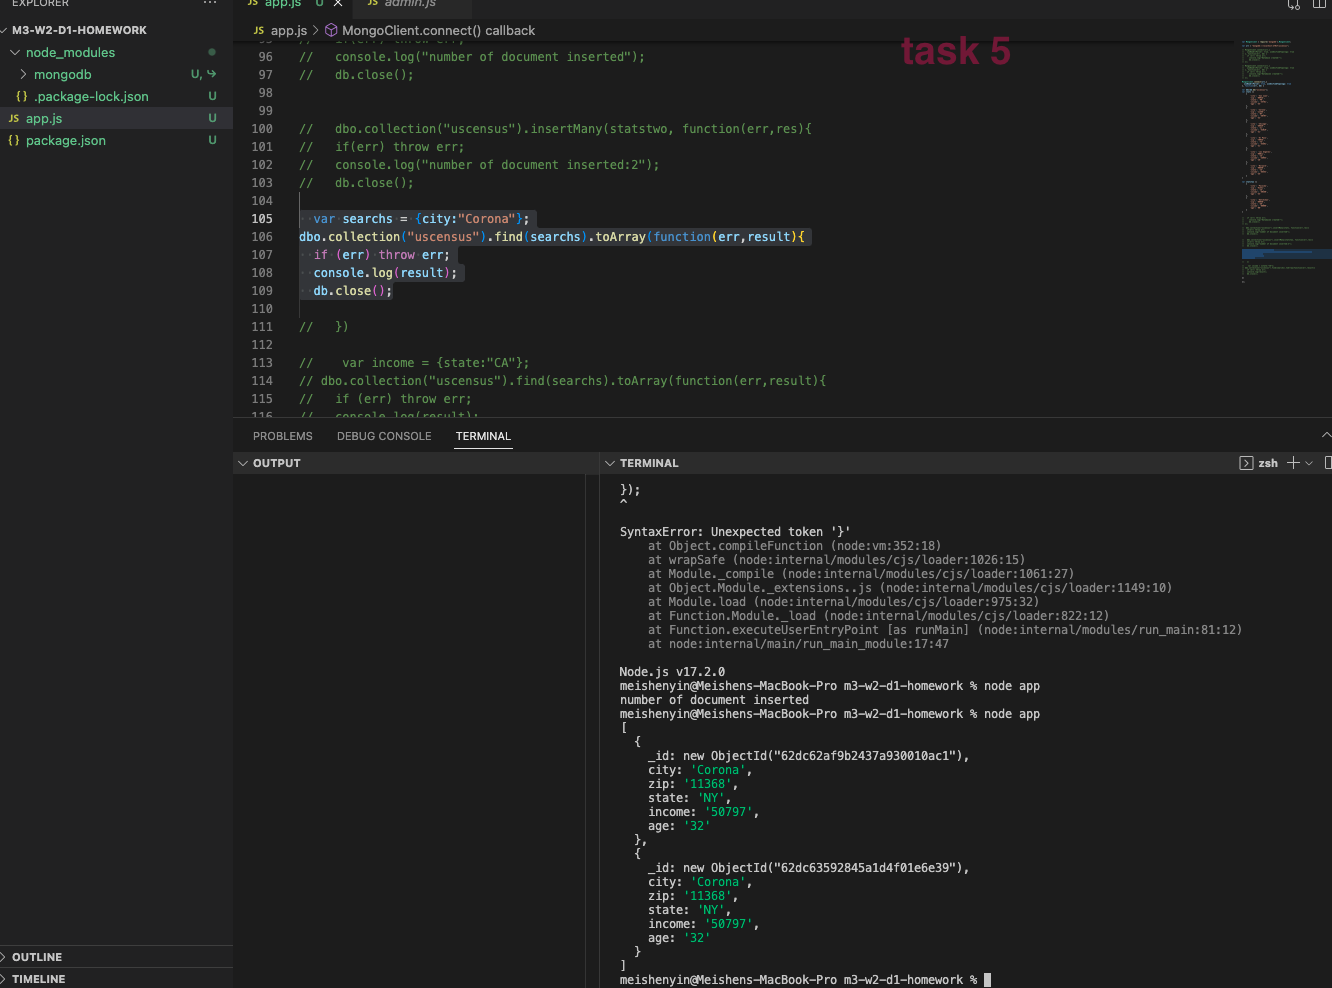 EXPLORER
M3-W2-D1-HOMEWORK
node_modules
mongodb U,
{} .package-lock.json U
JS app.js U
{} package.json U
OUTLINE
TIMELINE
JS app.js U
JS admin.js
JS app.js > MongoClient.connect() callback
task 5
95 // if(err) throw err;
96 // console.log("number of document inserted");
97 // db.close();
98
99
100 // dbo.collection("uscensus").insertMany(statstwo, function(err,res){
101 // if(err) throw err;
102 // console.log("number of document inserted:2");
103 // db.close();
104
105 var searchs = {city:"Corona"};
106 dbo.collection("uscensus").find(searchs).toArray(function(err,result){
107 if (err) throw err;
108 console.log(result);
109 db.close();
110
111 // })
112
113 // var income = {state:"CA"};
114 // dbo.collection("uscensus").find(searchs).toArray(function(err,result){
115 // if (err) throw err;
116 // console.log(result);
PROBLEMS DEBUG CONSOLE TERMINAL
OUTPUT
TERMINAL
zsh
});
^
SyntaxError: Unexpected token '}'
at Object.compileFunction (node:vm:352:18)
at wrapSafe (node:internal/modules/cjs/loader:1026:15)
at Module._compile (node:internal/modules/cjs/loader:1061:27)
at Object.Module._extensions..js (node:internal/modules/cjs/loader:1149:10)
at Module.load (node:internal/modules/cjs/loader:975:32)
at Function.Module._load (node:internal/modules/cjs/loader:822:12)
at Function.executeUserEntryPoint [as runMain] (node:internal/modules/run_main:81:12)
at node:internal/main/run_main_module:17:47
Node.js v17.2.0
meishenyin@Meishens-MacBook-Pro m3-w2-d1-homework % node app
number of document inserted
meishenyin@Meishens-MacBook-Pro m3-w2-d1-homework % node app
[
{
_id: new ObjectId("62dc62af9b2437a930010ac1"),
city: 'Corona',
zip: '11368',
state: 'NY',
income: '50797',
age: '32'
},
{
_id: new ObjectId("62dc63592845a1d4f01e6e39"),
city: 'Corona',
zip: '11368',
state: 'NY',
income: '50797',
age: '32'
}
]
meishenyin@Meishens-MacBook-Pro m3-w2-d1-homework %